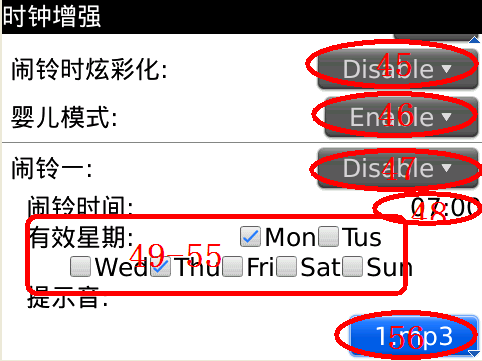 时钟增强
闹铃时炫彩化: Disable 45
婴儿模式: Enable 46
闹铃一: Disable 47
闹铃时间: 07:00 48
有效星期: Mon Tus
Wed Thu Fri Sat Sun 49-55
提示音:
1.mp3 56